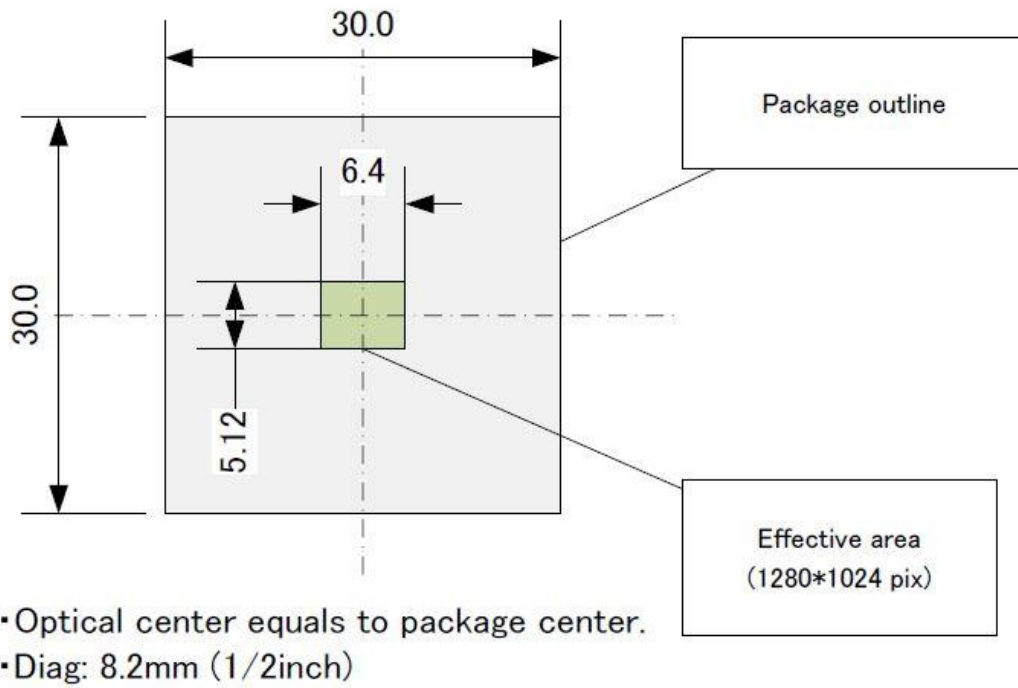 30.0
Package outline
6.4
30.0
5.12
Effective area
(1280*1024 pix)
･Optical center equals to package center.
･Diag: 8.2mm (1/2inch)